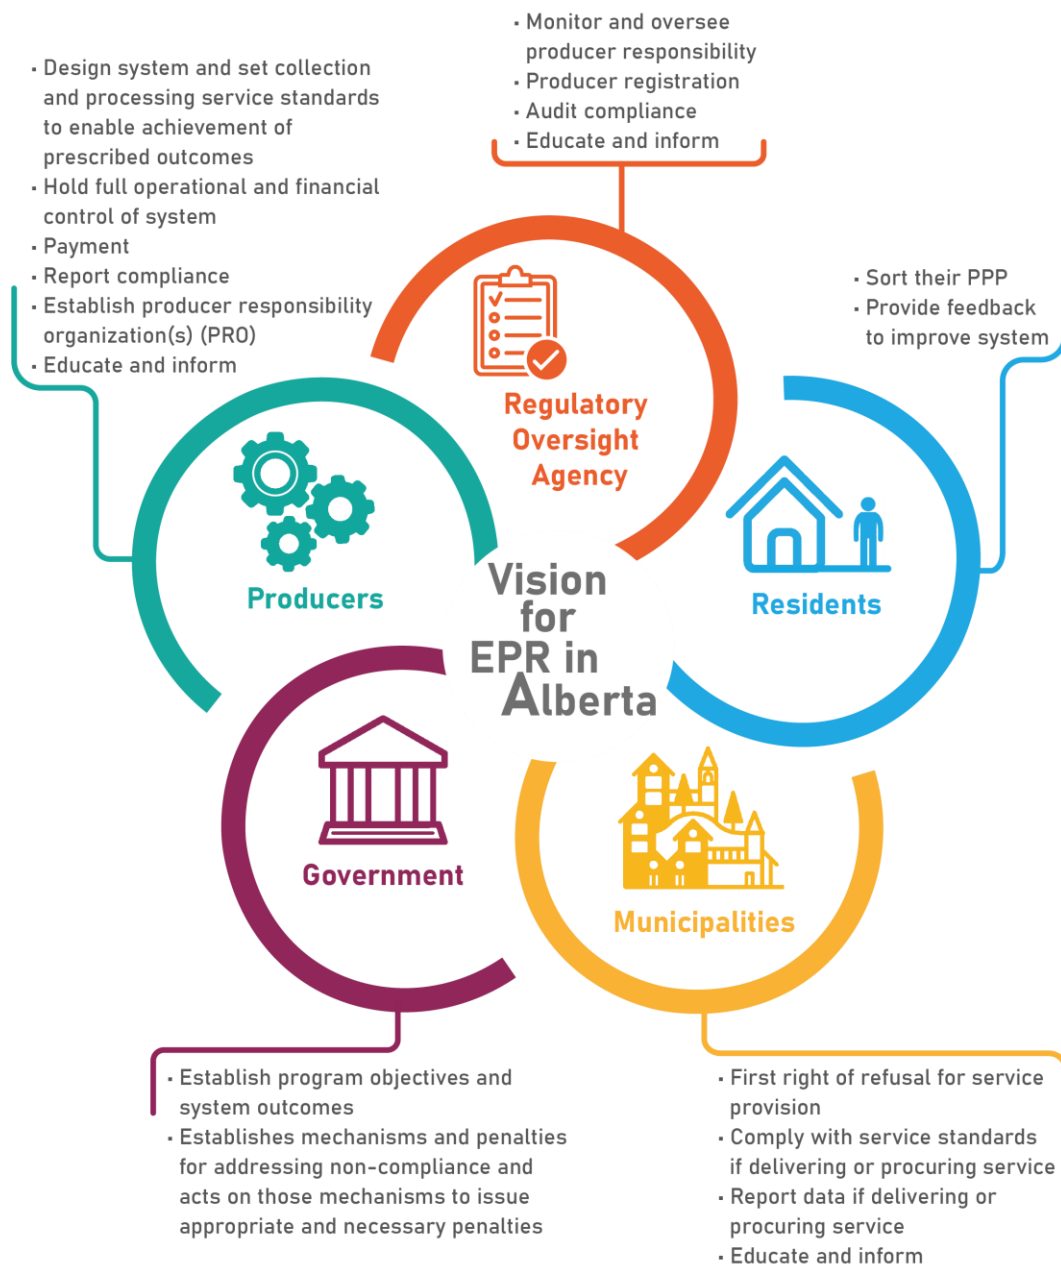 · Monitor and oversee
producer responsibility
· Producer registration
· Audit compliance
· Educate and inform
· Design system and set collection
and processing service standards
to enable achievement of
prescribed outcomes
· Hold full operational and financial
control of system
· Payment
· Report compliance
· Establish producer responsibility
organization(s) (PRO)
· Educate and inform
· Sort their PPP
· Provide feedback
to improve system
Regulatory
Oversight
Agency
Producers
Residents
Vision
for
EPR in
Alberta
Government
Municipalities
· Establish program objectives and
system outcomes
· Establishes mechanisms and penalties
for addressing non-compliance and
acts on those mechanisms to issue
appropriate and necessary penalties
· First right of refusal for service
provision
· Comply with service standards
if delivering or procuring service
· Report data if delivering or
procuring service
· Educate and inform